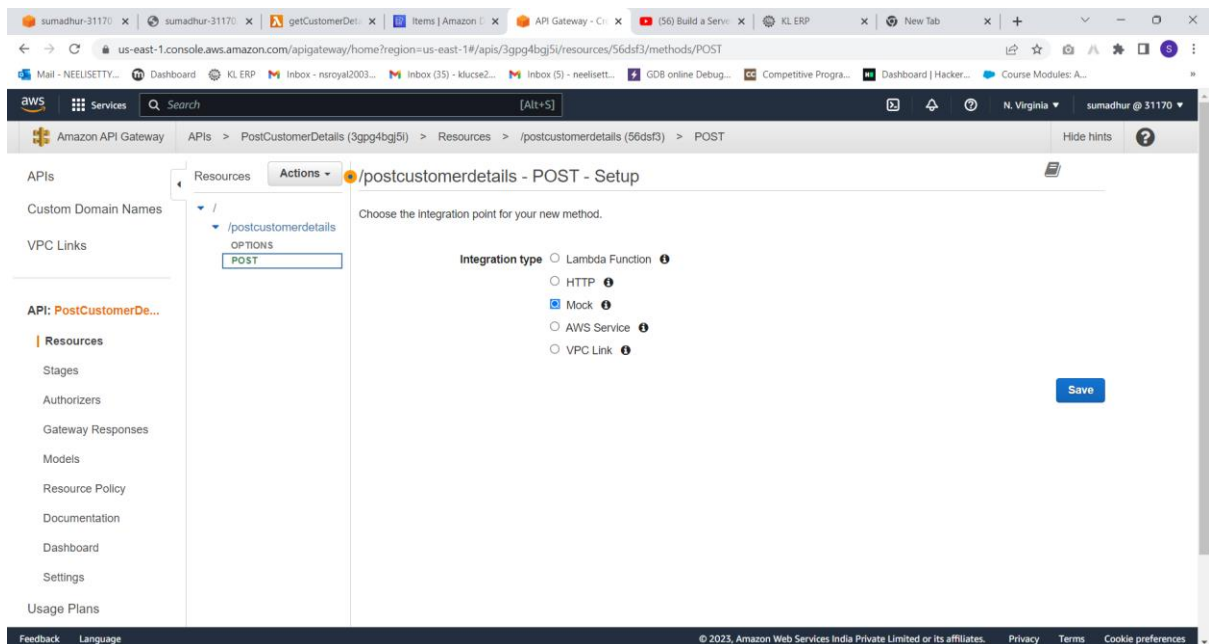 sumadhur-31170
sumadhur-31170
getCustomerDeta
Items | Amazon D
API Gateway - Cre
(56) Build a Serve
KL ERP
New Tab
us-east-1.console.aws.amazon.com/apigateway/home?region=us-east-1#/apis/3gpg4bgj5i/resources/56dsf3/methods/POST
Mail - NEELISETTY... Dashboard KL ERP Inbox - nsroyal2003... Inbox (35) - klucse2... Inbox (5) - neelisett... GDB online Debug... Competitive Progra... Dashboard | Hacker... Course Modules: A...
aws Services Search [Alt+S] N. Virginia sumadhur @ 31170
Amazon API Gateway APIs > PostCustomerDetails (3gpg4bgj5i) > Resources > /postcustomerdetails (56dsf3) > POST Hide hints
APIs
Custom Domain Names
VPC Links
API: PostCustomerDe...
Resources
Stages
Authorizers
Gateway Responses
Models
Resource Policy
Documentation
Dashboard
Settings
Usage Plans
Resources Actions
/
/postcustomerdetails
OPTIONS
POST
/postcustomerdetails - POST - Setup
Choose the integration point for your new method.
Integration type Lambda Function
HTTP
Mock
AWS Service
VPC Link
Save
Feedback Language © 2023, Amazon Web Services India Private Limited or its affiliates. Privacy Terms Cookie preferences